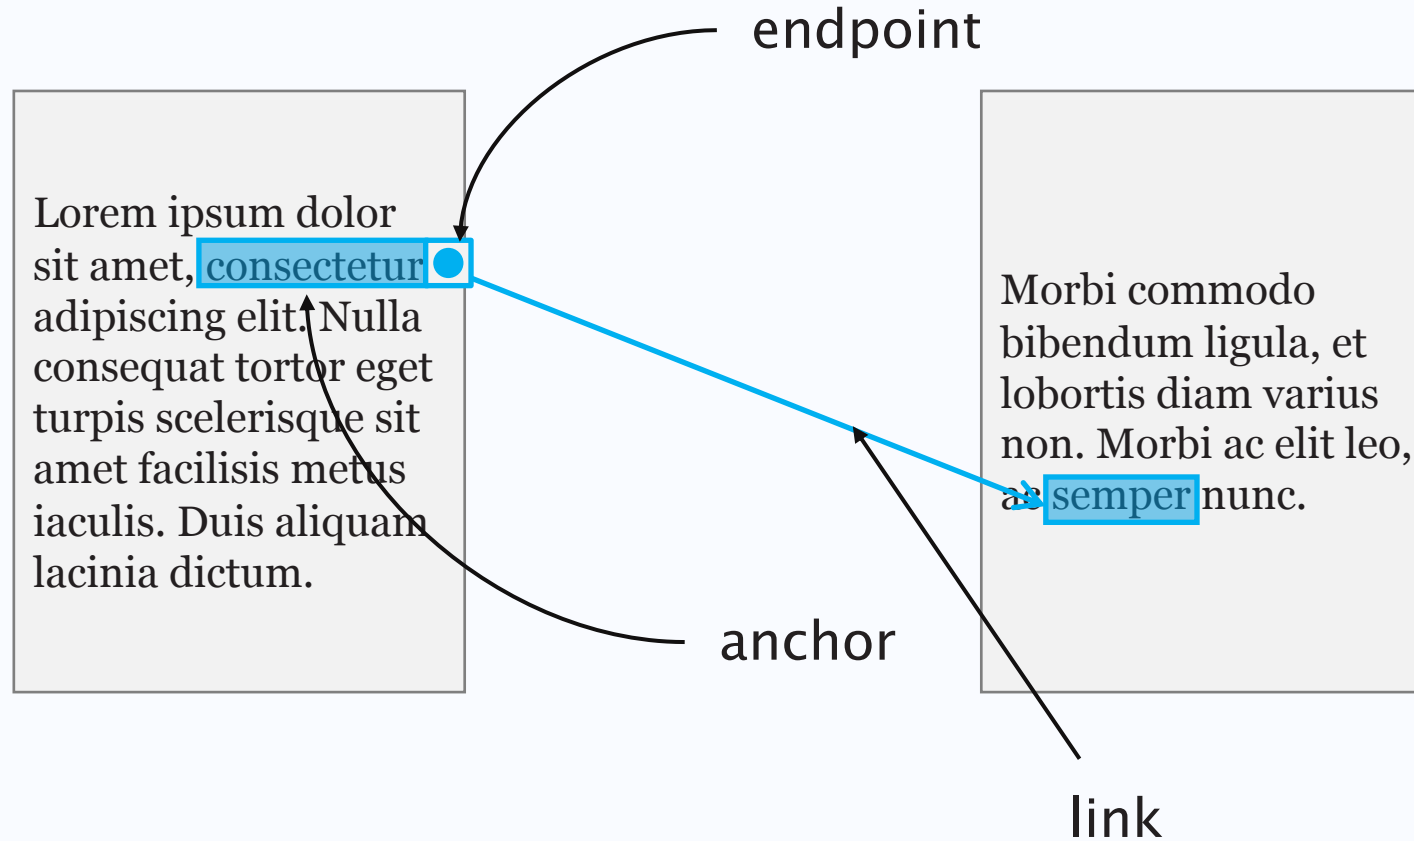 endpoint
Lorem ipsum dolor
sit amet, consectetur
adipiscing elit. Nulla
consequat tortor eget
turpis scelerisque sit
amet facilisis metus
iaculis. Duis aliquam
lacinia dictum.
Morbi commodo
bibendum ligula, et
lobortis diam varius
non. Morbi ac elit leo,
ac semper nunc.
anchor
link